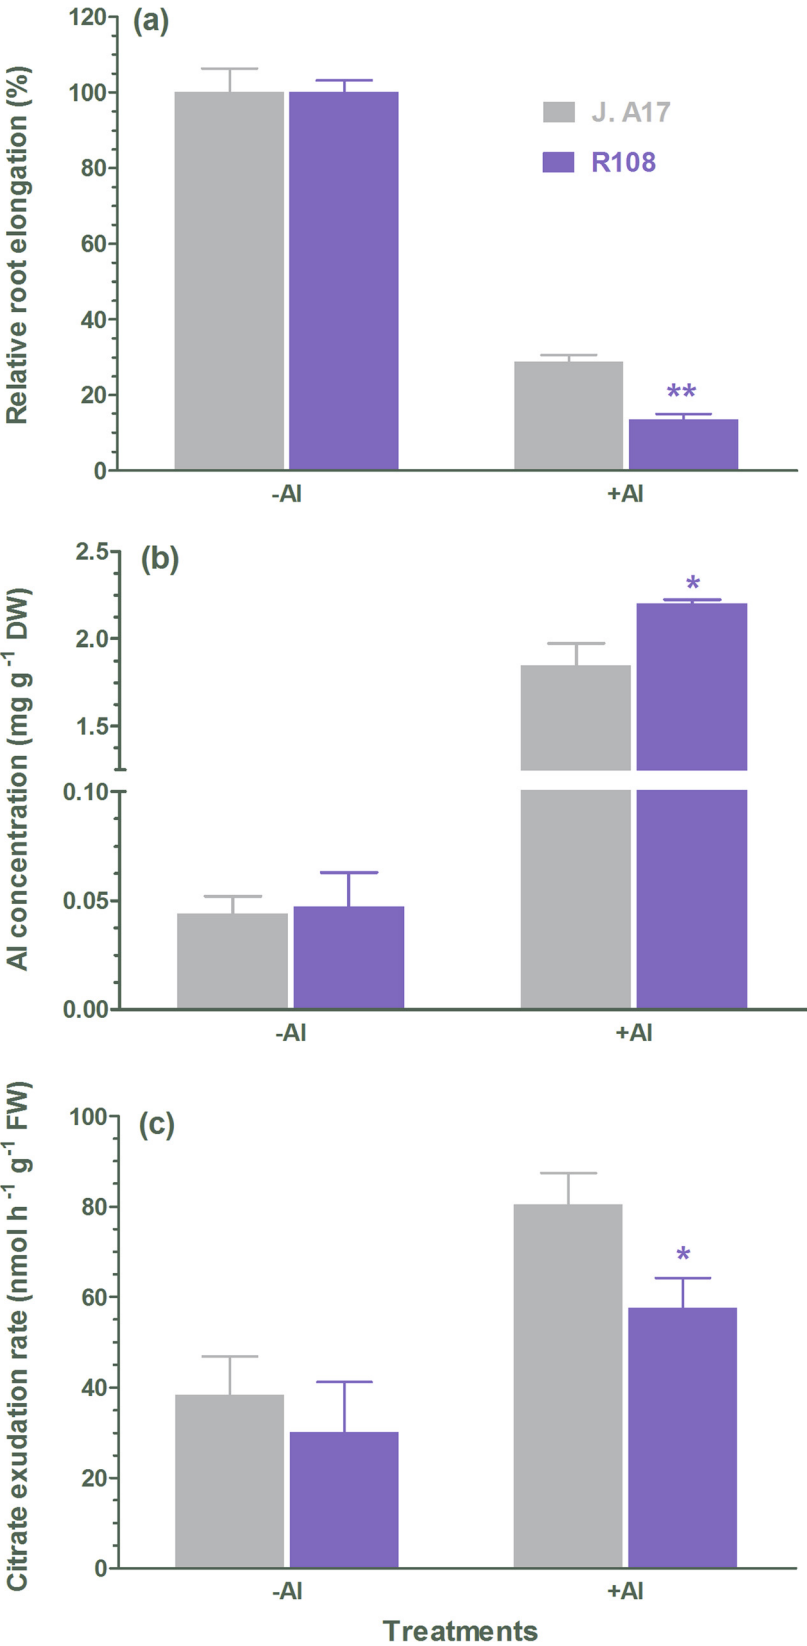 (a)
Relative root elongation (%)
120
100
80
60
40
20
0
J. A17
R108
**
-Al
+Al
(b)
Al concentration (mg g⁻¹ DW)
2.5
2.0
1.5
0.10
0.05
0.00
*
-Al
+Al
(c)
Citrate exudation rate (nmol h⁻¹ g⁻¹ FW)
100
80
60
40
20
0
*
-Al
+Al
Treatments